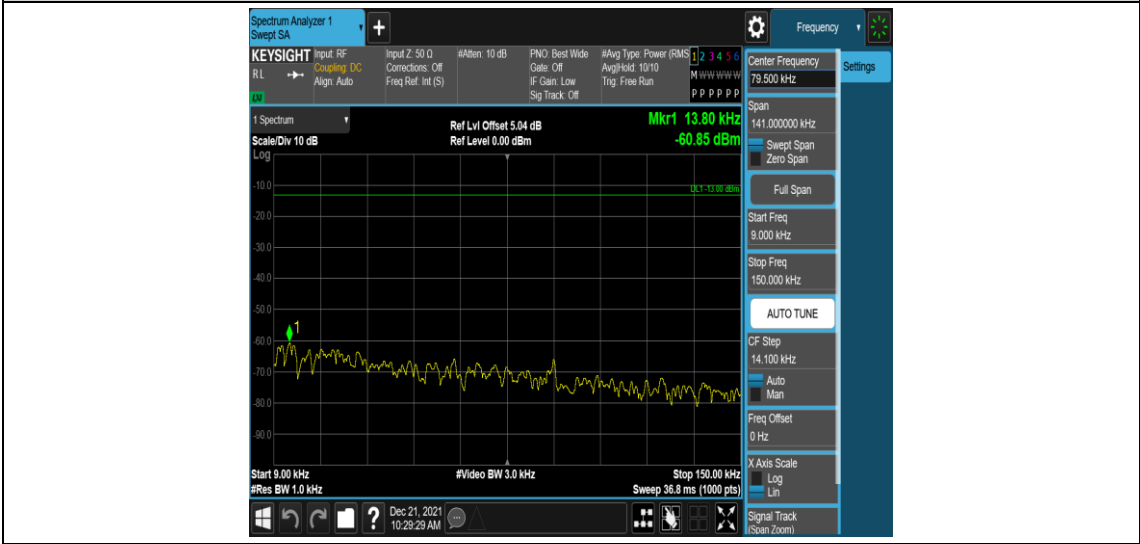 Spectrum Analyzer 1
Swept SA
+
Frequency
KEYSIGHT
RL
Input: RF
Coupling: DC
Align: Auto
Input Z: 50 Ω
Corrections: Off
Freq Ref: Int (S)
#Atten: 10 dB
PNO: Best Wide
Gate: Off
IF Gain: Low
Sig Track: Off
#Avg Type: Power (RMS
Avg|Hold: 10/10
Trig: Free Run
1 2 3 4 5 6
M W W W W W
P P P P P P
1 Spectrum
Scale/Div 10 dB
Log
Ref Lvl Offset 5.04 dB
Ref Level 0.00 dBm
Mkr1 13.80 kHz
-60.85 dBm
DL1 -13.00 dBm
-10.0
-20.0
-30.0
-40.0
-50.0
1
-60.0
-70.0
-80.0
-90.0
Start 9.00 kHz
#Res BW 1.0 kHz
#Video BW 3.0 kHz
Stop 150.00 kHz
Sweep 36.8 ms (1000 pts)
Center Frequency
79.500 kHz
Settings
Span
141.000000 kHz
Swept Span
Zero Span
Full Span
Start Freq
9.000 kHz
Stop Freq
150.000 kHz
AUTO TUNE
CF Step
14.100 kHz
Auto
Man
Freq Offset
0 Hz
X Axis Scale
Log
Lin
Signal Track
(Span Zoom)
?
Dec 21, 2021
10:29:29 AM